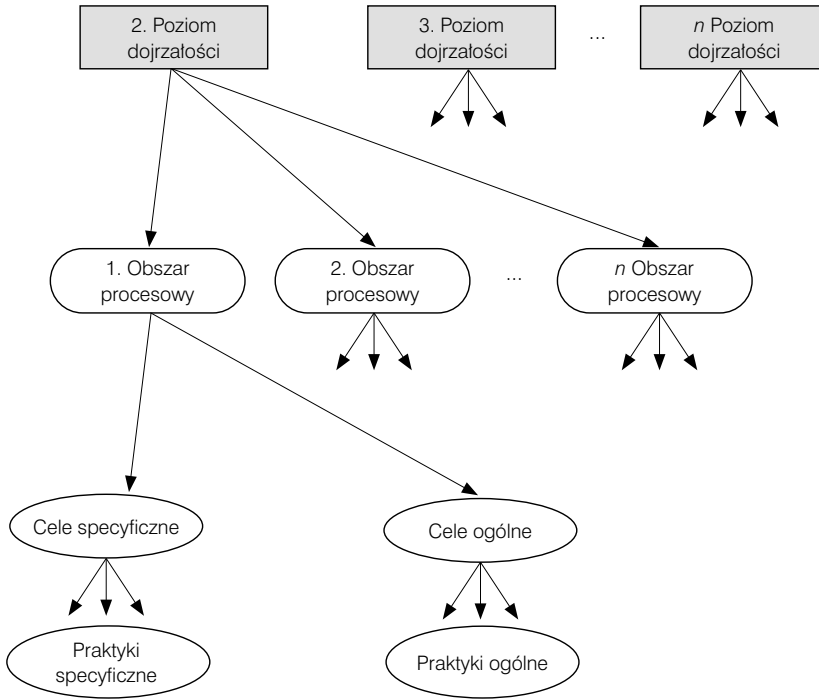 2. Poziom
dojrzałości
3. Poziom
dojrzałości
...
n Poziom
dojrzałości
1. Obszar
procesowy
2. Obszar
procesowy
...
n Obszar
procesowy
Cele specyficzne
Cele ogólne
Praktyki
specyficzne
Praktyki ogólne